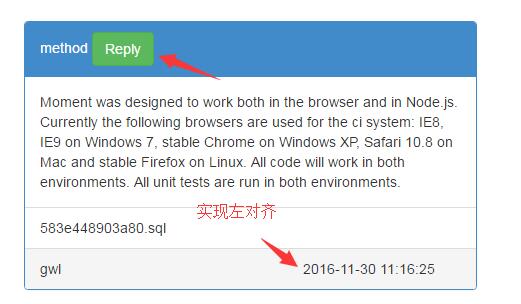 method Reply
Moment was designed to work both in the browser and in Node.js.
Currently the following browsers are used for the ci system: IE8,
IE9 on Windows 7, stable Chrome on Windows XP, Safari 10.8 on
Mac and stable Firefox on Linux. All code will work in both
environments. All unit tests are run in both environments.
实现左对齐
583e448903a80.sql
gwl 2016-11-30 11:16:25